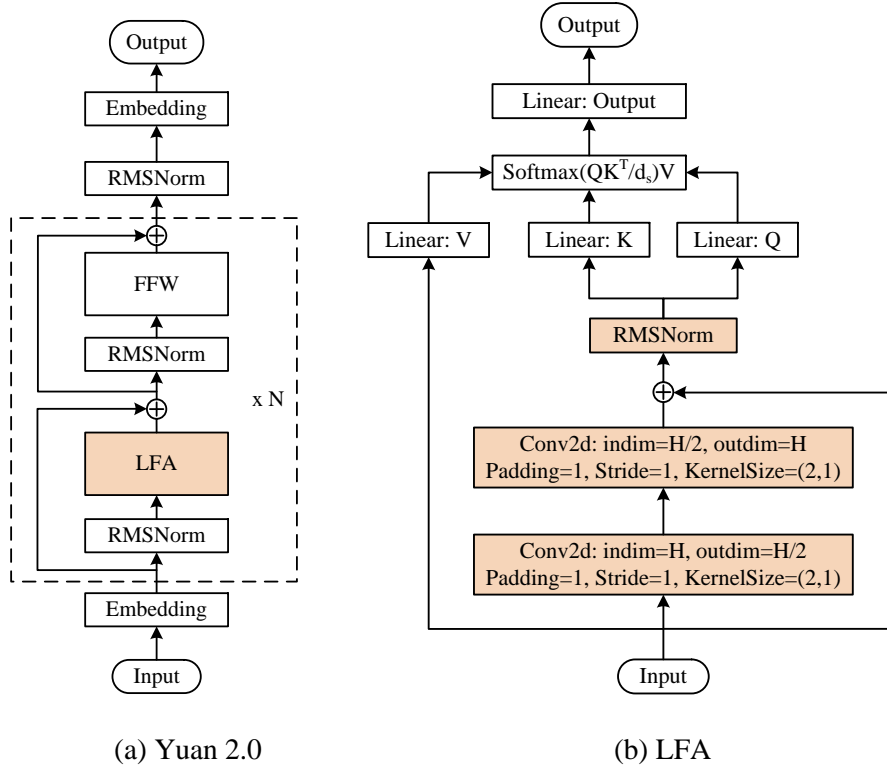 Output
Embedding
RMSNorm
FFW
RMSNorm
x N
LFA
RMSNorm
Embedding
Input
(a) Yuan 2.0
Output
Linear: Output
Softmax(QK^T/d_s)V
Linear: V
Linear: K
Linear: Q
RMSNorm
Conv2d: indim=H/2, outdim=H
Padding=1, Stride=1, KernelSize=(2,1)
Conv2d: indim=H, outdim=H/2
Padding=1, Stride=1, KernelSize=(2,1)
Input
(b) LFA